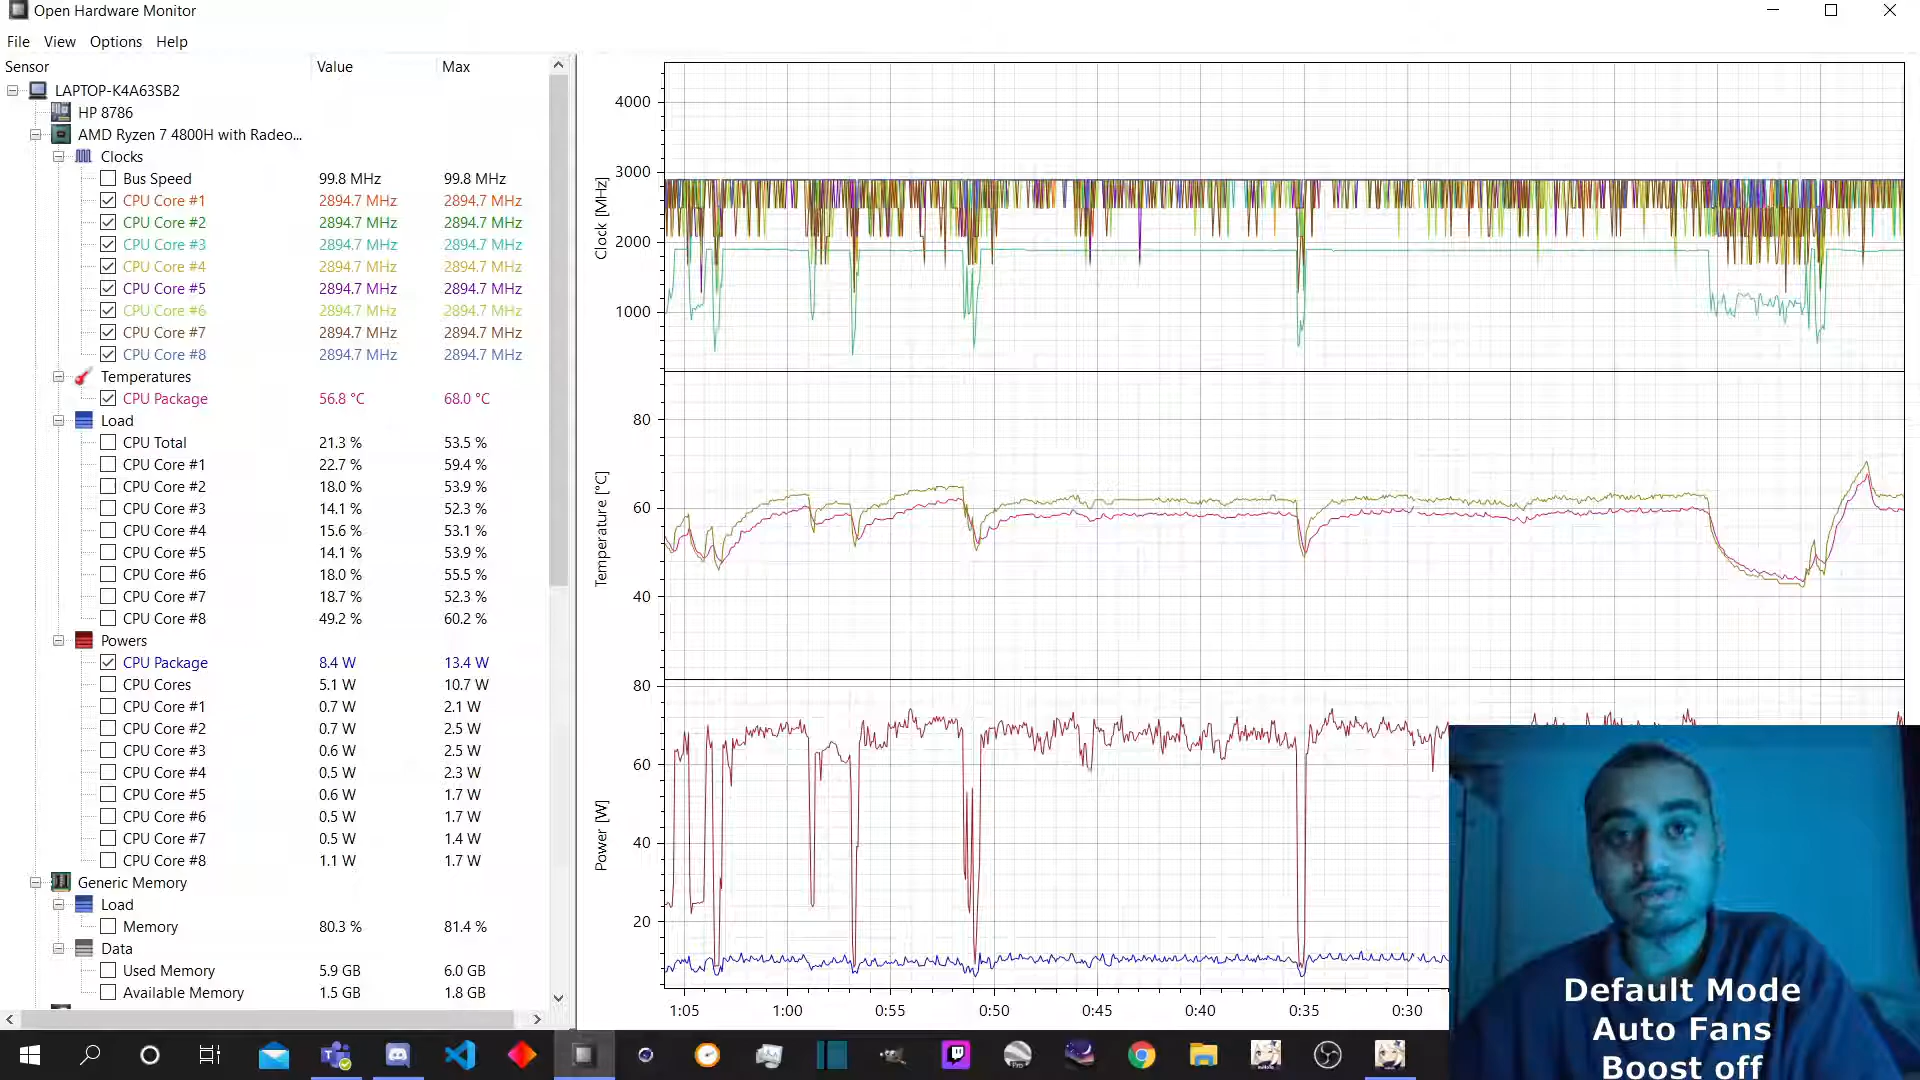 Open Hardware Monitor
File View Options Help
Sensor Value Max
LAPTOP-K4A63SB2
HP 8786
AMD Ryzen 7 4800H with Radeo...
Clocks
Bus Speed 99.8 MHz 99.8 MHz
CPU Core #1 2894.7 MHz 2894.7 MHz
CPU Core #2 2894.7 MHz 2894.7 MHz
CPU Core #3 2894.7 MHz 2894.7 MHz
CPU Core #4 2894.7 MHz 2894.7 MHz
CPU Core #5 2894.7 MHz 2894.7 MHz
CPU Core #6 2894.7 MHz 2894.7 MHz
CPU Core #7 2894.7 MHz 2894.7 MHz
CPU Core #8 2894.7 MHz 2894.7 MHz
Temperatures
CPU Package 56.8 °C 68.0 °C
Load
CPU Total 21.3 % 53.5 %
CPU Core #1 22.7 % 59.4 %
CPU Core #2 18.0 % 53.9 %
CPU Core #3 14.1 % 52.3 %
CPU Core #4 15.6 % 53.1 %
CPU Core #5 14.1 % 53.9 %
CPU Core #6 18.0 % 55.5 %
CPU Core #7 18.7 % 52.3 %
CPU Core #8 49.2 % 60.2 %
Powers
CPU Package 8.4 W 13.4 W
CPU Cores 5.1 W 10.7 W
CPU Core #1 0.7 W 2.1 W
CPU Core #2 0.7 W 2.5 W
CPU Core #3 0.6 W 2.5 W
CPU Core #4 0.5 W 2.3 W
CPU Core #5 0.6 W 1.7 W
CPU Core #6 0.5 W 1.7 W
CPU Core #7 0.5 W 1.4 W
CPU Core #8 1.1 W 1.7 W
Generic Memory
Load
Memory 80.3 % 81.4 %
Data
Used Memory 5.9 GB 6.0 GB
Available Memory 1.5 GB 1.8 GB
Clock [MHz]
4000
3000
2000
1000
Temperature [°C]
80
60
40
Power [W]
80
60
40
20
1:05 1:00 0:55 0:50 0:45 0:40 0:35 0:30
Default Mode
Auto Fans
Boost off